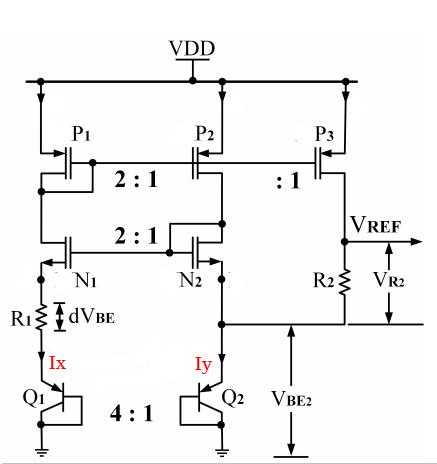 VDD
P1 P2 P3
2 : 1 : 1
2 : 1
VREF
N1 N2 R2 VR2
R1 dVBE
Ix Iy
Q1 4 : 1 Q2 VBE2